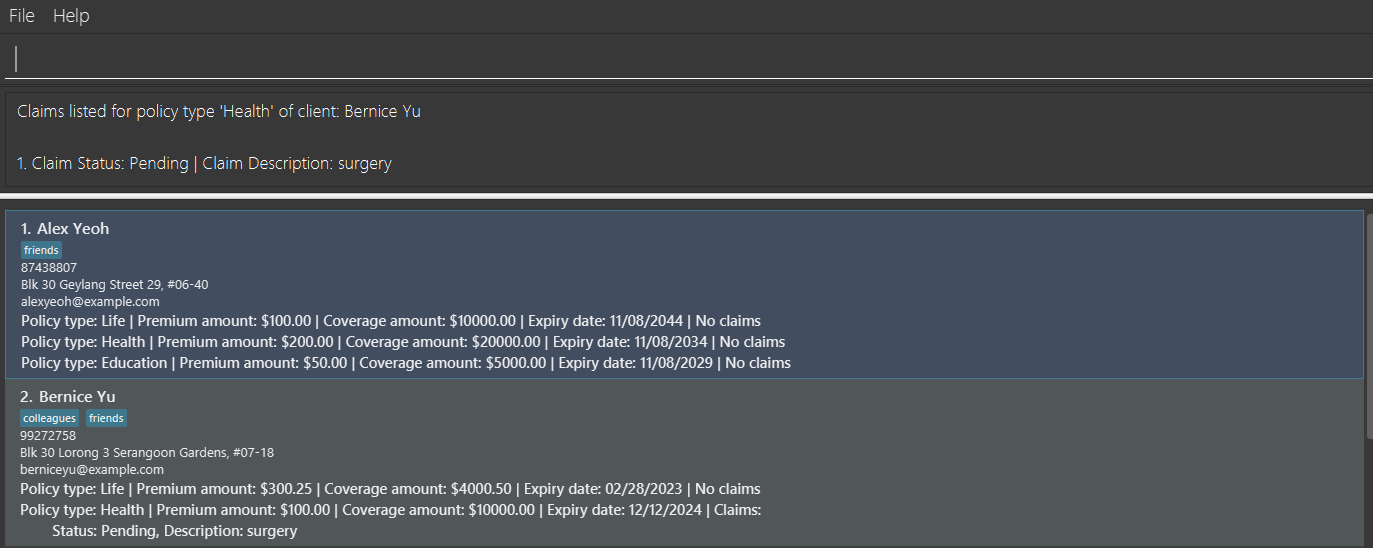 File Help
Claims listed for policy type 'Health' of client: Bernice Yu
1. Claim Status: Pending | Claim Description: surgery
1. Alex Yeoh
friends
87438807
Blk 30 Geylang Street 29, #06-40
alexyeoh@example.com
Policy type: Life | Premium amount: $100.00 | Coverage amount: $10000.00 | Expiry date: 11/08/2044 | No claims
Policy type: Health | Premium amount: $200.00 | Coverage amount: $20000.00 | Expiry date: 11/08/2034 | No claims
Policy type: Education | Premium amount: $50.00 | Coverage amount: $5000.00 | Expiry date: 11/08/2029 | No claims
2. Bernice Yu
colleagues friends
99272758
Blk 30 Lorong 3 Serangoon Gardens, #07-18
berniceyu@example.com
Policy type: Life | Premium amount: $300.25 | Coverage amount: $4000.50 | Expiry date: 02/28/2023 | No claims
Policy type: Health | Premium amount: $100.00 | Coverage amount: $10000.00 | Expiry date: 12/12/2024 | Claims:
Status: Pending, Description: surgery